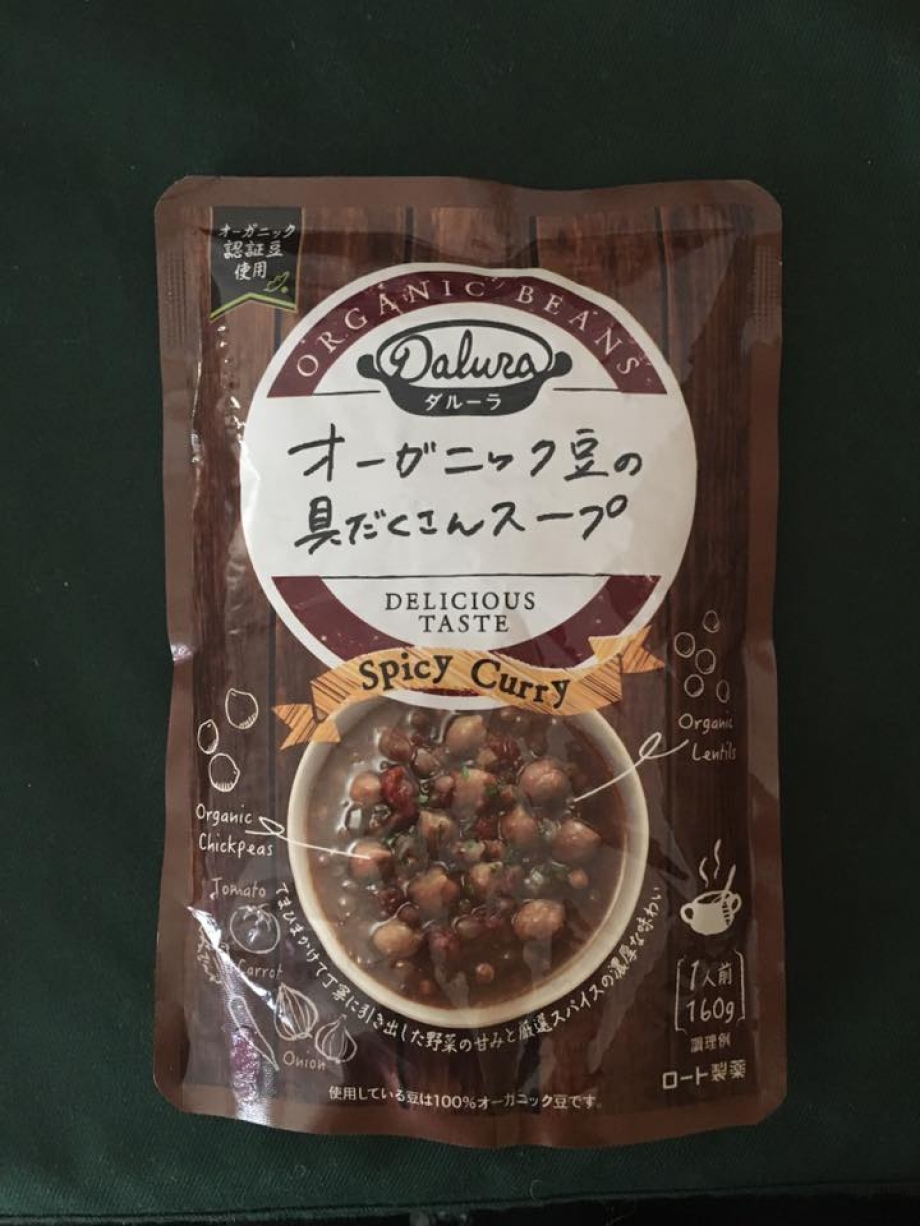 オーガニック
認証豆
使用
ORGANIC BEANS
Dalura
ダルーラ
オーガニック豆の
具だくさんスープ
DELICIOUS
TASTE
Spicy Curry
Organic
Lentils
Organic
Chickpeas
Tomato
Carrot
Onion
てまひまかけて丁寧に引き出した野菜の甘みと厳選スパイスの濃厚な味わい
1人前
160g
調理例
ロート製薬
使用している豆は100%オーガニック豆です。